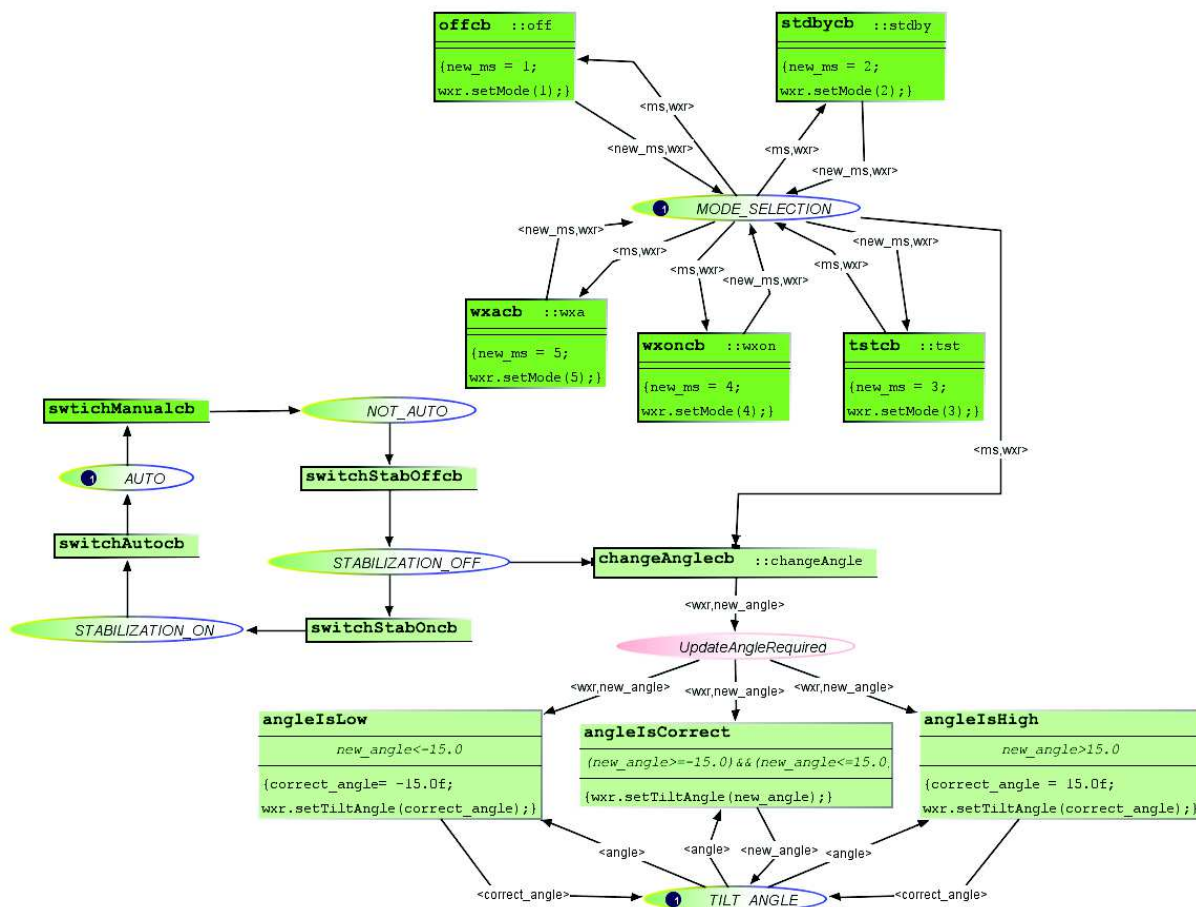 offcb ::off
{new_ms = 1;
wxr.setMode(1);}
stdbycb ::stdby
{new_ms = 2;
wxr.setMode(2);}
<ms,wxr>
<new_ms,wxr>
<ms,wxr>
<new_ms,wxr>
1 MODE_SELECTION
<new_ms,wxr>
<ms,wxr>
<ms,wxr>
<new_ms,wxr>
<ms,wxr>
<new_ms,wxr>
wxacb ::wxa
{new_ms = 5;
wxr.setMode(5);}
wxoncb ::wxon
{new_ms = 4;
wxr.setMode(4);}
tstcb ::tst
{new_ms = 3;
wxr.setMode(3);}
<ms,wxr>
swtichManualcb
NOT_AUTO
1 AUTO
switchStabOffcb
switchAutocb
STABILIZATION_OFF
changeAnglecb ::changeAngle
STABILIZATION_ON
switchStabOncb
<wxr,new_angle>
UpdateAngleRequired
<wxr,new_angle>
<wxr,new_angle>
<wxr,new_angle>
angleIsLow
new_angle<-15.0
{correct_angle= -15.0f;
wxr.setTiltAngle(correct_angle);}
angleIsCorrect
(new_angle>=-15.0)&&(new_angle<=15.0
{wxr.setTiltAngle(new_angle);}
angleIsHigh
new_angle>15.0
{correct_angle = 15.0f;
wxr.setTiltAngle(correct_angle);}
<angle>
<angle>
<new_angle>
<angle>
<correct_angle>
<correct_angle>
1 TILT_ANGLE